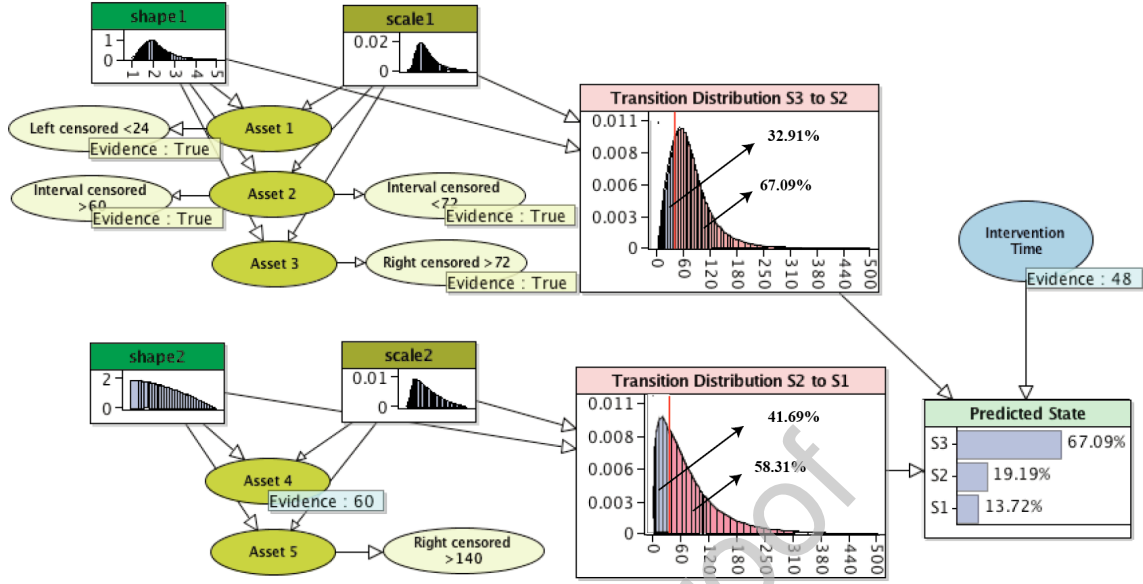 shape1
1
0
1
2
3
4
5
scale1
0.02
0
Left censored <24
Evidence : True
Asset 1
Interval censored
>60
Evidence : True
Asset 2
Interval censored
<72
Evidence : True
Asset 3
Right censored >72
Evidence : True
Transition Distribution S3 to S2
0.011
0.008
0.006
0.003
0
32.91%
67.09%
0
60
120
180
250
310
380
440
500
Intervention
Time
Evidence : 48
shape2
2
0
scale2
0.01
0
Asset 4
Evidence : 60
Asset 5
Right censored
>140
Transition Distribution S2 to S1
0.011
0.008
0.006
0.003
0
41.69%
58.31%
0
60
120
180
250
310
380
440
500
Predicted State
S3
67.09%
S2
19.19%
S1
13.72%
oof